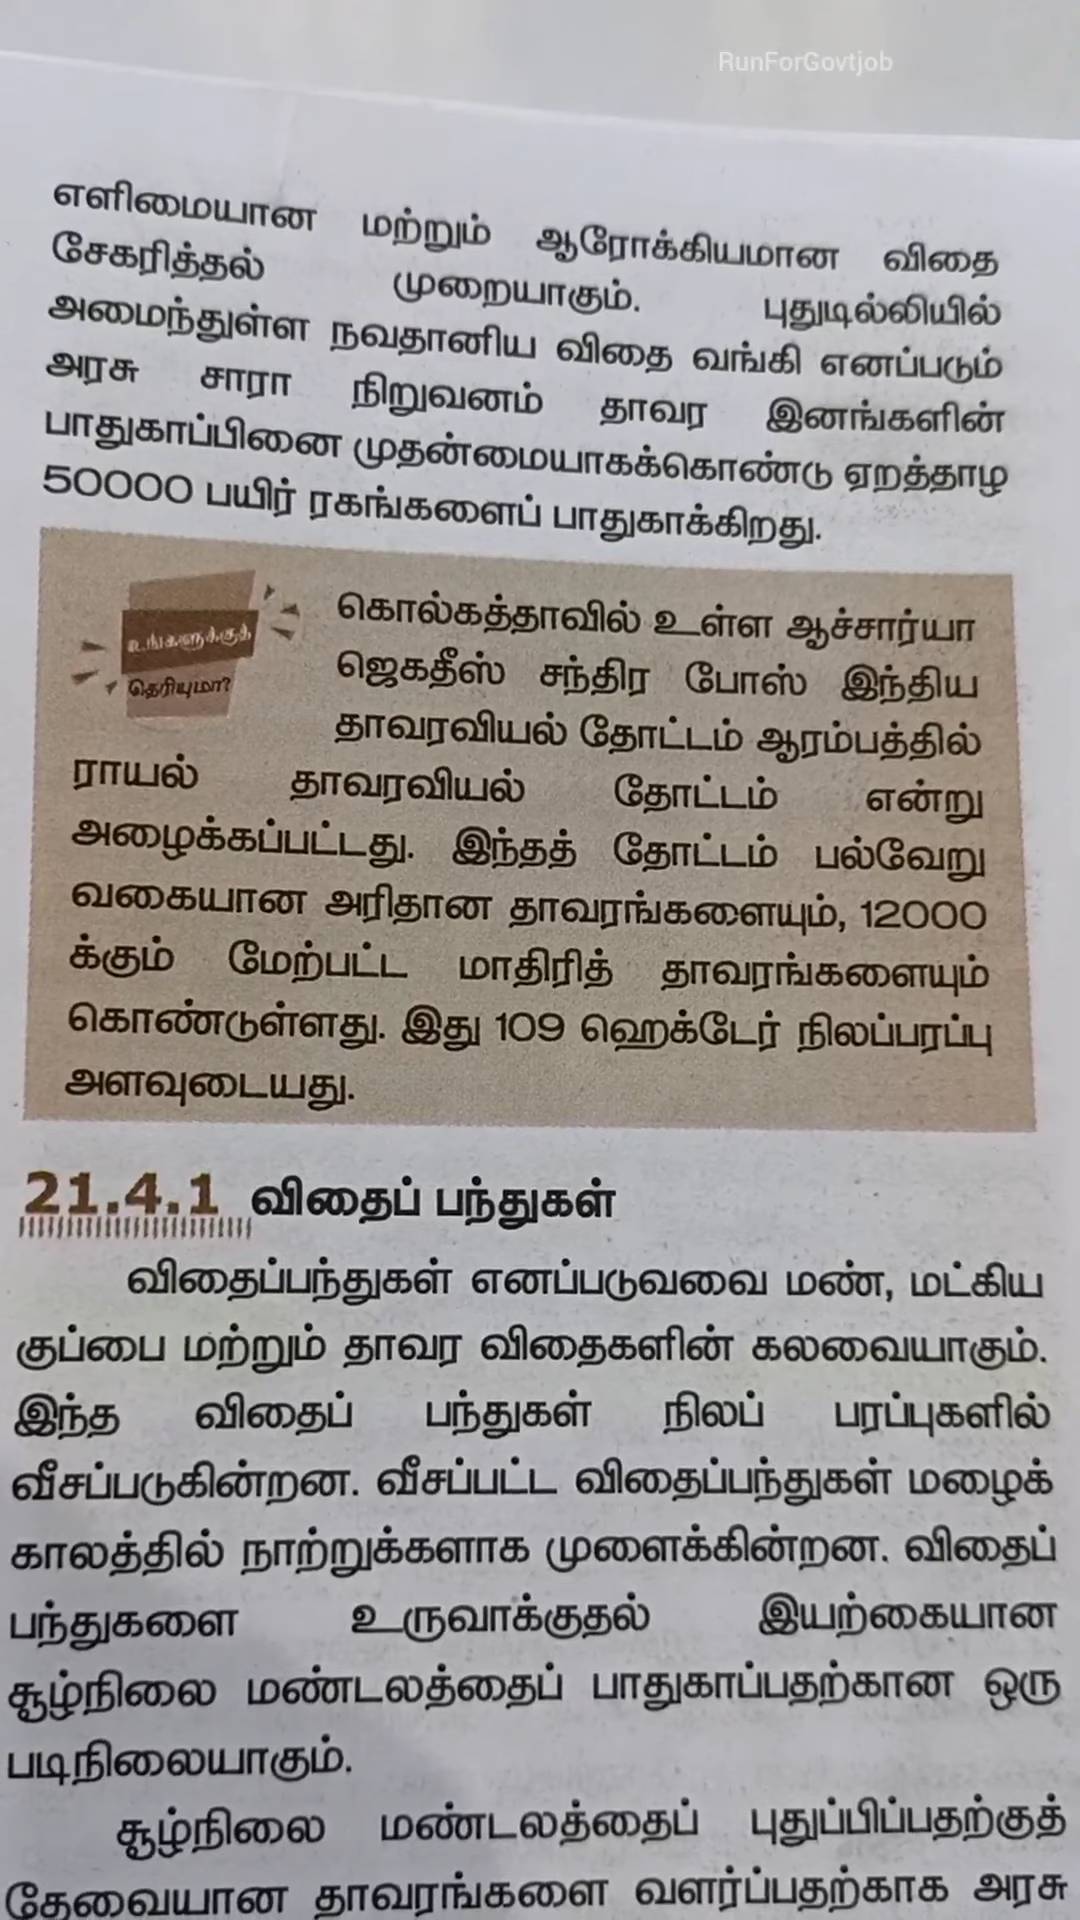 RunForGovtjob
எளிமையான மற்றும் ஆரோக்கியமான விதை
சேகரித்தல் முறையாகும். புதுடில்லியில்
அமைந்துள்ள நவதானிய விதை வங்கி எனப்படும்
அரசு சாரா நிறுவனம் தாவர இனங்களின்
பாதுகாப்பினை முதன்மையாகக்கொண்டு ஏறத்தாழ
50000 பயிர் ரகங்களைப் பாதுகாக்கிறது.
உங்களுக்குத்
தெரியுமா?
கொல்கத்தாவில் உள்ள ஆச்சார்யா
ஜெகதீஸ் சந்திர போஸ் இந்திய
தாவரவியல் தோட்டம் ஆரம்பத்தில்
ராயல் தாவரவியல் தோட்டம் என்று
அழைக்கப்பட்டது. இந்தத் தோட்டம் பல்வேறு
வகையான அரிதான தாவரங்களையும், 12000
க்கும் மேற்பட்ட மாதிரித் தாவரங்களையும்
கொண்டுள்ளது. இது 109 ஹெக்டேர் நிலப்பரப்பு
அளவுடையது.
21.4.1 விதைப் பந்துகள்
விதைப்பந்துகள் எனப்படுவவை மண், மட்கிய
குப்பை மற்றும் தாவர விதைகளின் கலவையாகும்.
இந்த விதைப் பந்துகள் நிலப் பரப்புகளில்
வீசப்படுகின்றன. வீசப்பட்ட விதைப்பந்துகள் மழைக்
காலத்தில் நாற்றுக்களாக முளைக்கின்றன. விதைப்
பந்துகளை உருவாக்குதல் இயற்கையான
சூழ்நிலை மண்டலத்தைப் பாதுகாப்பதற்கான ஒரு
படிநிலையாகும்.
சூழ்நிலை மண்டலத்தைப் புதுப்பிப்பதற்குத்
தேவையான தாவரங்களை வளர்ப்பதற்காக அரசு